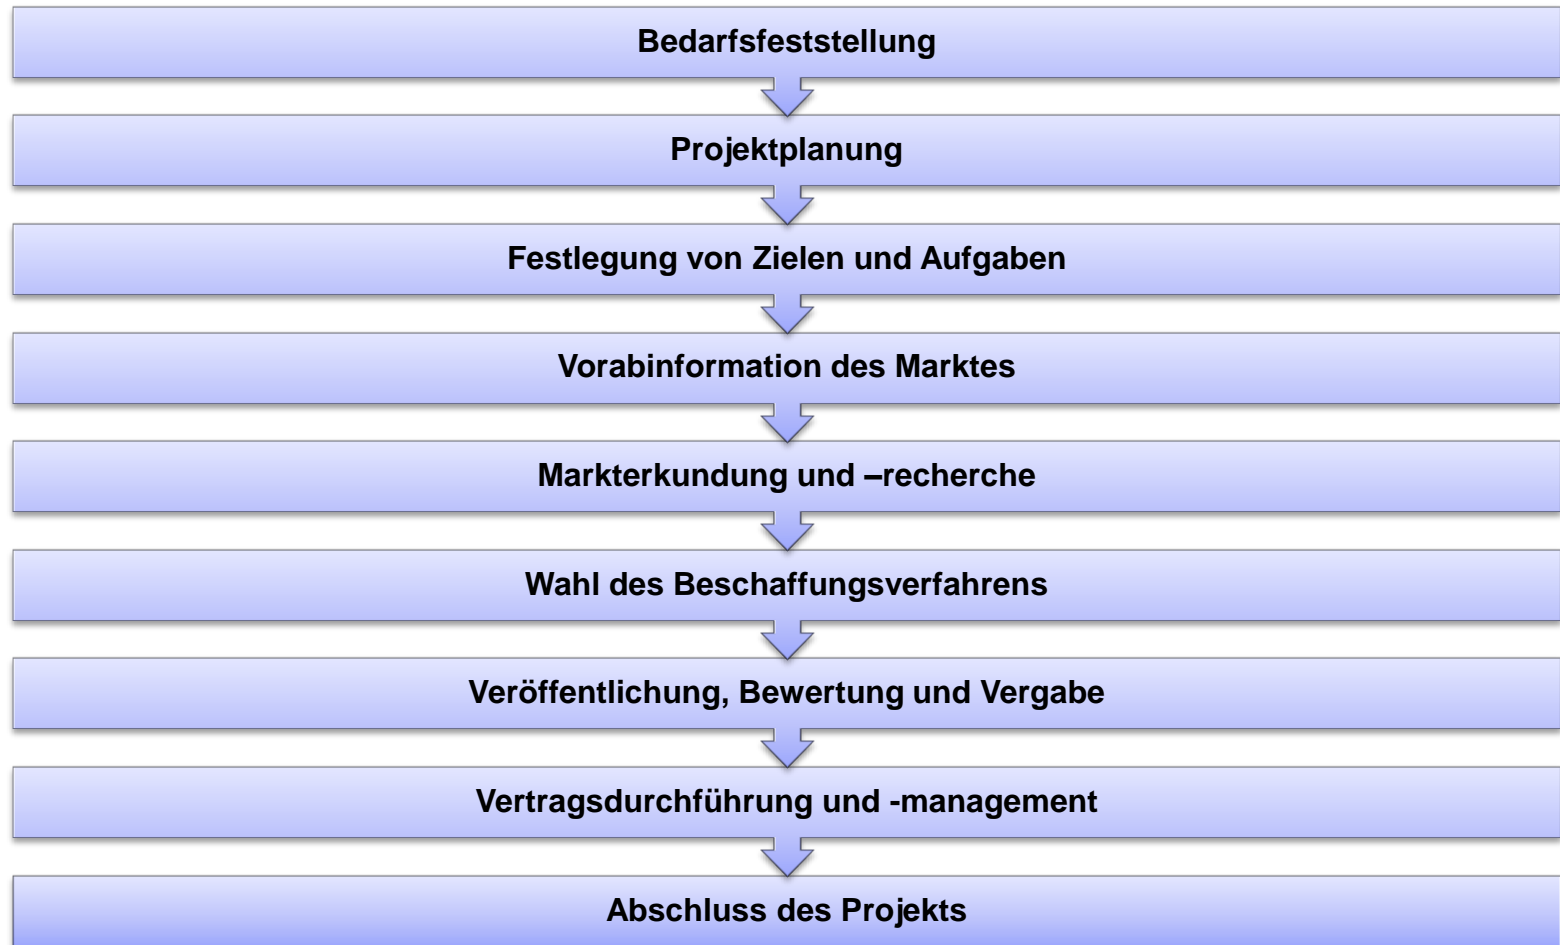 Bedarfsfeststellung
Projektplanung
Festlegung von Zielen und Aufgaben
Vorabinformation des Marktes
Markterkundung und –recherche
Wahl des Beschaffungsverfahrens
Veröffentlichung, Bewertung und Vergabe
Vertragsdurchführung und -management
Abschluss des Projekts